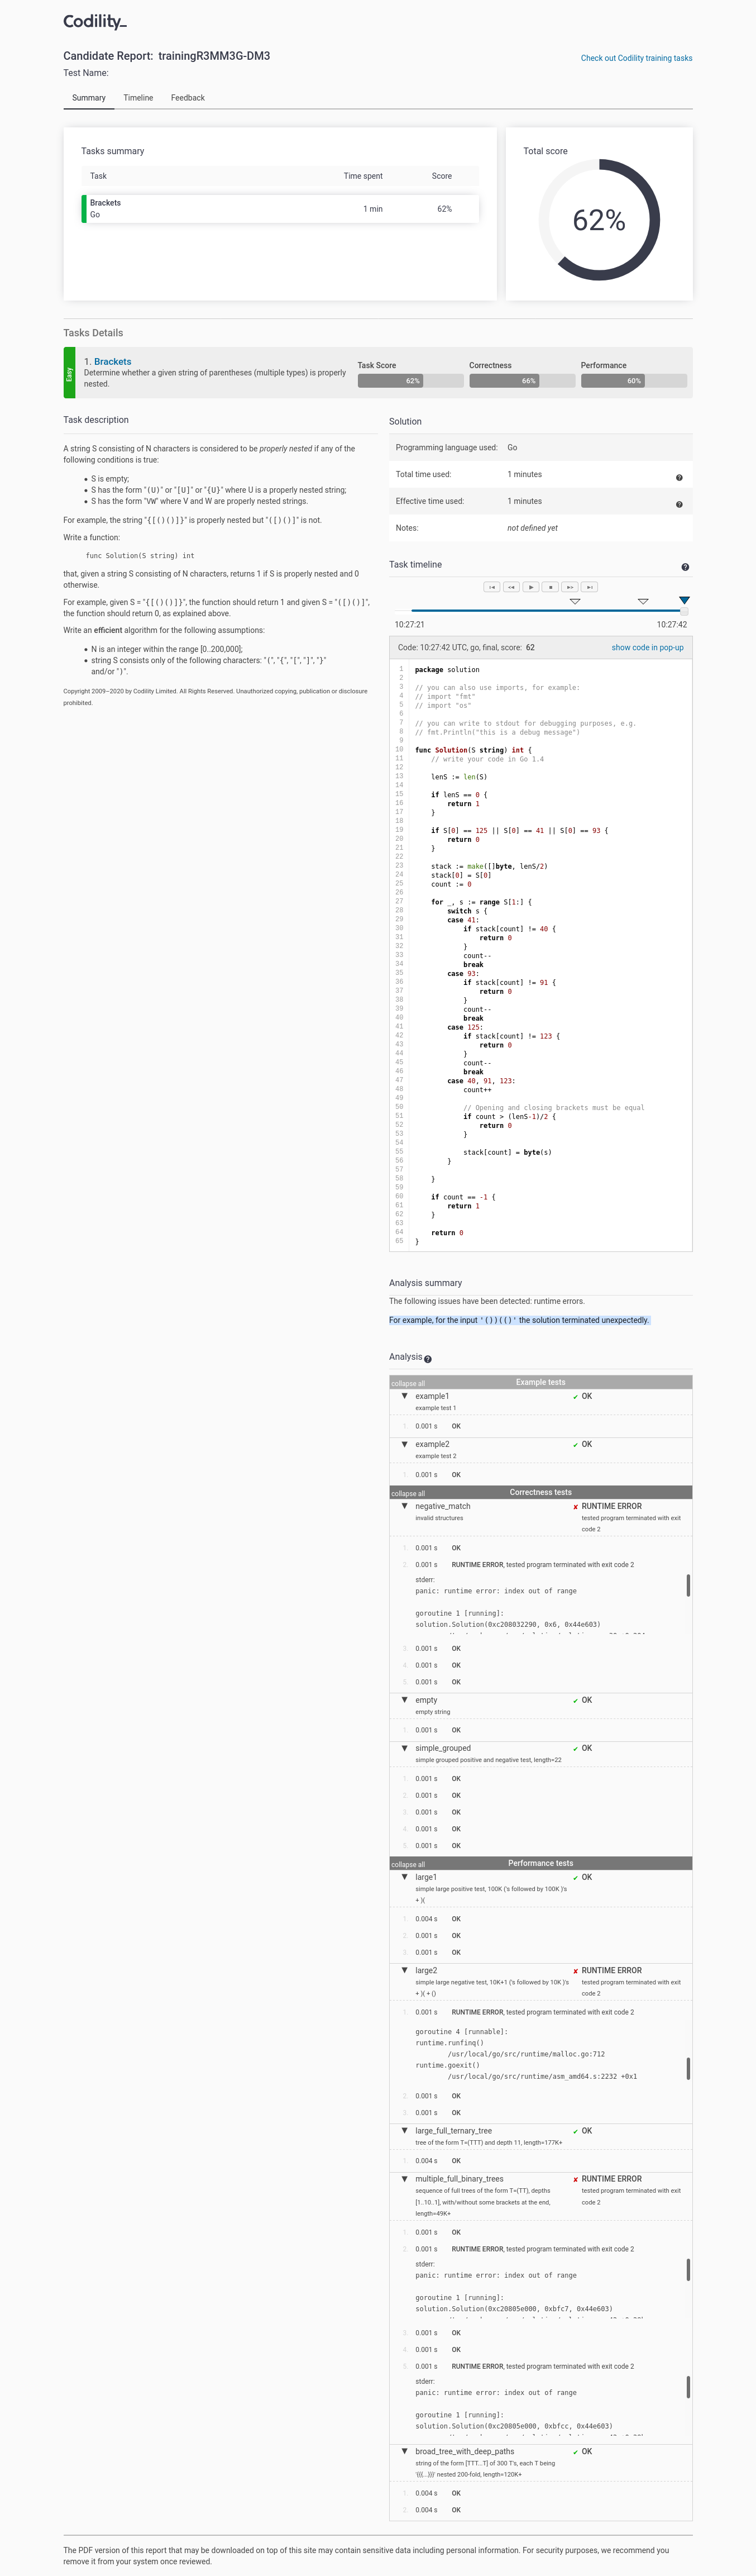 Codility_
Candidate Report: trainingR3MM3G-DM3
Check out Codility training tasks
Test Name:
Summary Timeline Feedback
Tasks summary
Task Time spent Score
Brackets
Go
1 min 62%
Total score
62%
Tasks Details
Easy
1. Brackets
Determine whether a given string of parentheses (multiple types) is properly
nested.
Task Score
62%
Correctness
66%
Performance
60%
Task description
A string S consisting of N characters is considered to be properly nested if any of the
following conditions is true:
• S is empty;
• S has the form "(U)" or "[U]" or "{U}" where U is a properly nested string;
• S has the form "VW" where V and W are properly nested strings.
For example, the string "{[()()]}" is properly nested but "([)()]" is not.
Write a function:
func Solution(S string) int
that, given a string S consisting of N characters, returns 1 if S is properly nested and 0
otherwise.
For example, given S = "{[()()]}", the function should return 1 and given S = "([)()]",
the function should return 0, as explained above.
Write an efficient algorithm for the following assumptions:
• N is an integer within the range [0..200,000];
• string S consists only of the following characters: "(", "{", "[", "]", "}"
and/or ")".
Copyright 2009–2020 by Codility Limited. All Rights Reserved. Unauthorized copying, publication or disclosure
prohibited.
Solution
Programming language used: Go
Total time used: 1 minutes ?
Effective time used: 1 minutes ?
Notes: not defined yet
Task timeline ?
10:27:21 10:27:42
Code: 10:27:42 UTC, go, final, score: 62 show code in pop-up
1 package solution
2
3 // you can also use imports, for example:
4 // import "fmt"
5 // import "os"
6
7 // you can write to stdout for debugging purposes, e.g.
8 // fmt.Println("this is a debug message")
9
10 func Solution(S string) int {
11 // write your code in Go 1.4
12
13 lenS := len(S)
14
15 if lenS == 0 {
16 return 1
17 }
18
19 if S[0] == 125 || S[0] == 41 || S[0] == 93 {
20 return 0
21 }
22
23 stack := make([]byte, lenS/2)
24 stack[0] = S[0]
25 count := 0
26
27 for _, s := range S[1:] {
28 switch s {
29 case 41:
30 if stack[count] != 40 {
31 return 0
32 }
33 count--
34 break
35 case 93:
36 if stack[count] != 91 {
37 return 0
38 }
39 count--
40 break
41 case 125:
42 if stack[count] != 123 {
43 return 0
44 }
45 count--
46 break
47 case 40, 91, 123:
48 count++
49
50 // Opening and closing brackets must be equal
51 if count > (lenS-1)/2 {
52 return 0
53 }
54
55 stack[count] = byte(s)
56 }
57
58 }
59
60 if count == -1 {
61 return 1
62 }
63
64 return 0
65 }
Analysis summary
The following issues have been detected: runtime errors.
For example, for the input '())(()' the solution terminated unexpectedly.
Analysis ?
collapse all Example tests
▼ example1 ✔ OK
example test 1
1. 0.001 s OK
▼ example2 ✔ OK
example test 2
1. 0.001 s OK
collapse all Correctness tests
▼ negative_match ✘ RUNTIME ERROR
invalid structures tested program terminated with exit
code 2
1. 0.001 s OK
2. 0.001 s RUNTIME ERROR, tested program terminated with exit code 2
stderr:
panic: runtime error: index out of range
goroutine 1 [running]:
solution.Solution(0xc208032290, 0x6, 0x44e603)
3. 0.001 s OK
4. 0.001 s OK
5. 0.001 s OK
▼ empty ✔ OK
empty string
1. 0.001 s OK
▼ simple_grouped ✔ OK
simple grouped positive and negative test, length=22
1. 0.001 s OK
2. 0.001 s OK
3. 0.001 s OK
4. 0.001 s OK
5. 0.001 s OK
collapse all Performance tests
▼ large1 ✔ OK
simple large positive test, 100K ('s followed by 100K )'s
+ )(
1. 0.004 s OK
2. 0.001 s OK
3. 0.001 s OK
▼ large2 ✘ RUNTIME ERROR
simple large negative test, 10K+1 ('s followed by 10K )'s tested program terminated with exit
+ )( + () code 2
1. 0.001 s RUNTIME ERROR, tested program terminated with exit code 2
goroutine 4 [runnable]:
runtime.runfinq()
/usr/local/go/src/runtime/malloc.go:712
runtime.goexit()
/usr/local/go/src/runtime/asm_amd64.s:2232 +0x1
2. 0.001 s OK
3. 0.001 s OK
▼ large_full_ternary_tree ✔ OK
tree of the form T=(TTT) and depth 11, length=177K+
1. 0.004 s OK
▼ multiple_full_binary_trees ✘ RUNTIME ERROR
sequence of full trees of the form T=(TT), depths tested program terminated with exit
[1..10..1], with/without some brackets at the end, code 2
length=49K+
1. 0.001 s OK
2. 0.001 s RUNTIME ERROR, tested program terminated with exit code 2
stderr:
panic: runtime error: index out of range
goroutine 1 [running]:
solution.Solution(0xc20805e000, 0xbfc7, 0x44e603)
3. 0.001 s OK
4. 0.001 s OK
5. 0.001 s RUNTIME ERROR, tested program terminated with exit code 2
stderr:
panic: runtime error: index out of range
goroutine 1 [running]:
solution.Solution(0xc20805e000, 0xbfcc, 0x44e603)
▼ broad_tree_with_deep_paths ✔ OK
string of the form [TTT...T] of 300 T's, each T being
'{{{...}}}' nested 200-fold, length=120K+
1. 0.004 s OK
2. 0.004 s OK
The PDF version of this report that may be downloaded on top of this site may contain sensitive data including personal information. For security purposes, we recommend you
remove it from your system once reviewed.